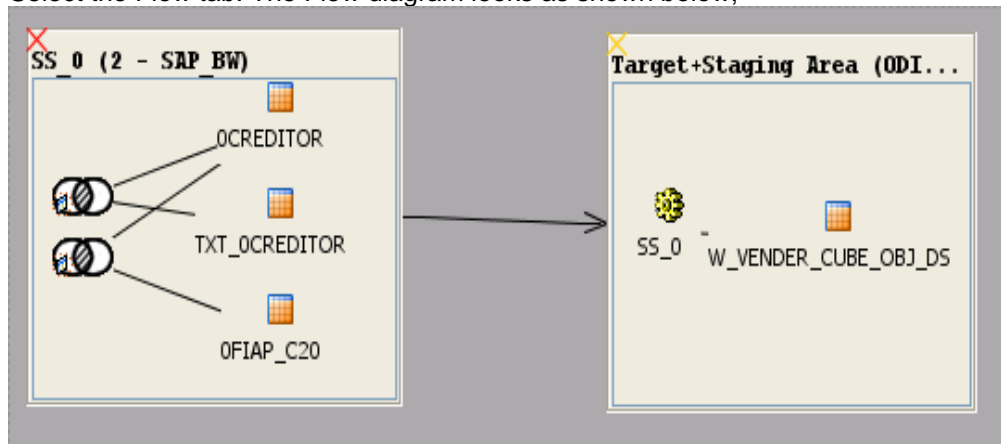 Select the Flow tab. The Flow diagram looks as shown below,
SS_0 (2 - SAP_BW)
0CREDITOR
TXT_0CREDITOR
0FIAP_C20
Target+Staging Area (ODI...
SS_0
W_VENDER_CUBE_OBJ_DS